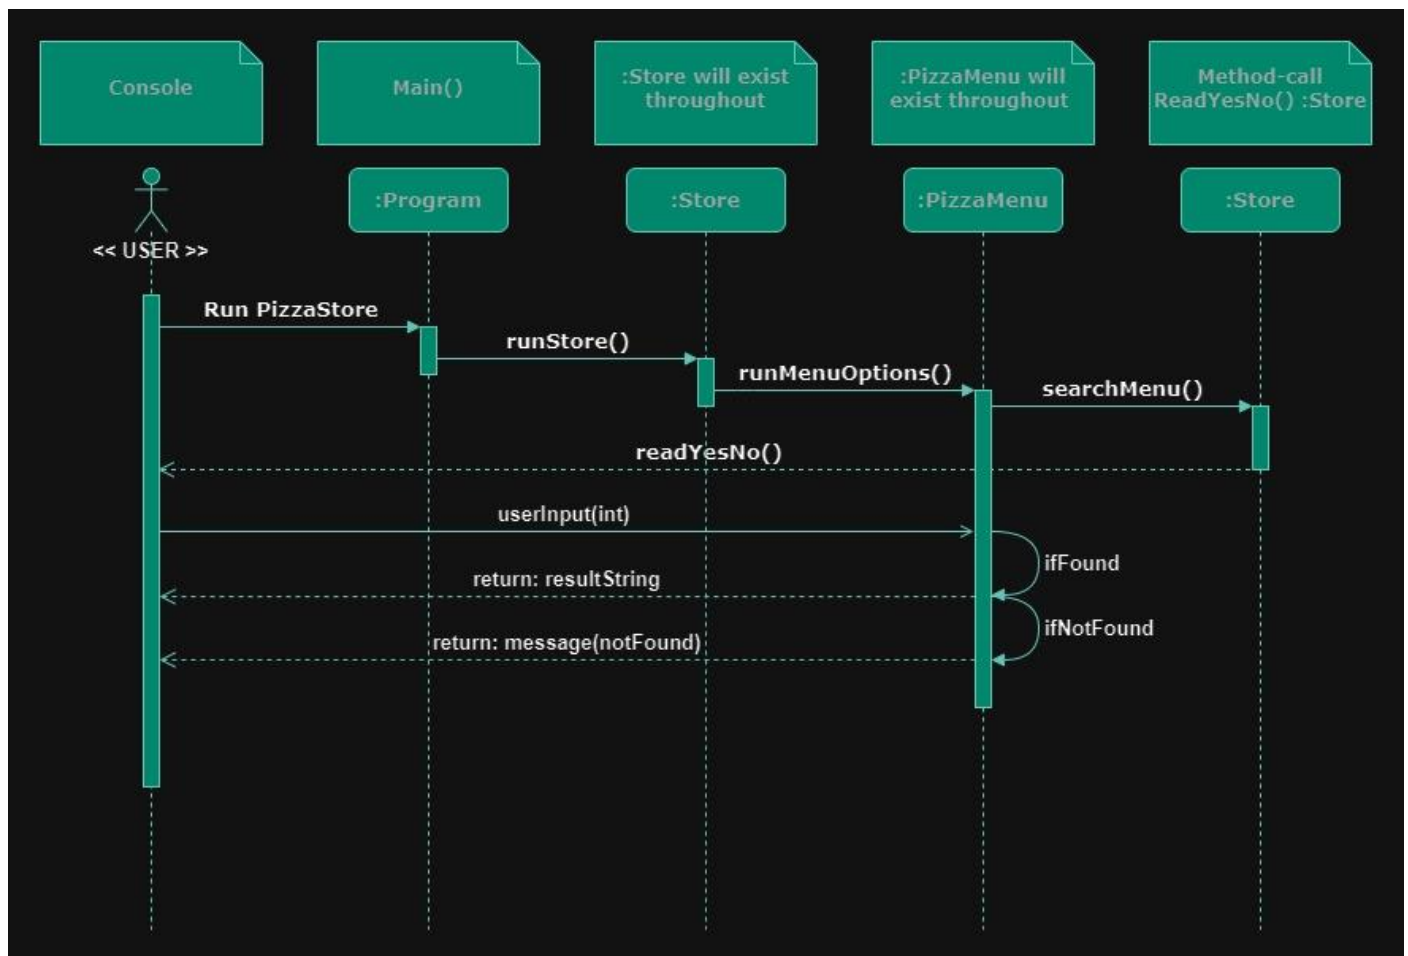 Console
Main()
:Store will exist
throughout
:PizzaMenu will
exist throughout
Method-call
ReadYesNo() :Store
:Program
:Store
:PizzaMenu
:Store
<< USER >>
Run PizzaStore
runStore()
runMenuOptions()
searchMenu()
readYesNo()
userInput(int)
ifFound
return: resultString
ifNotFound
return: message(notFound)